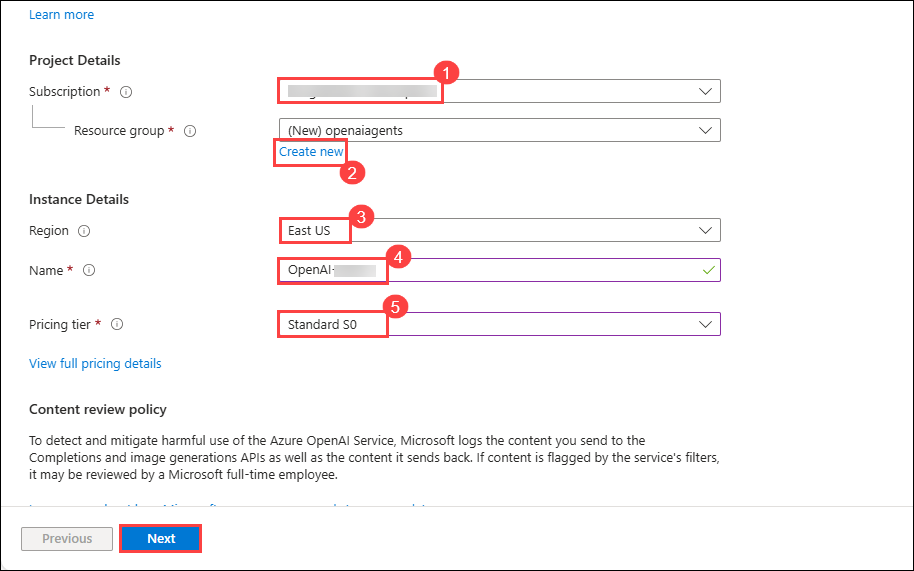 Learn more
Project Details
Subscription *
1
Resource group *
(New) openaiagents
Create new
2
Instance Details
Region
East US
3
Name *
OpenAI-
4
Pricing tier *
Standard S0
5
View full pricing details
Content review policy
To detect and mitigate harmful use of the Azure OpenAI Service, Microsoft logs the content you send to the
Completions and image generations APIs as well as the content it sends back. If content is flagged by the service's filters,
it may be reviewed by a Microsoft full-time employee.
Previous
Next